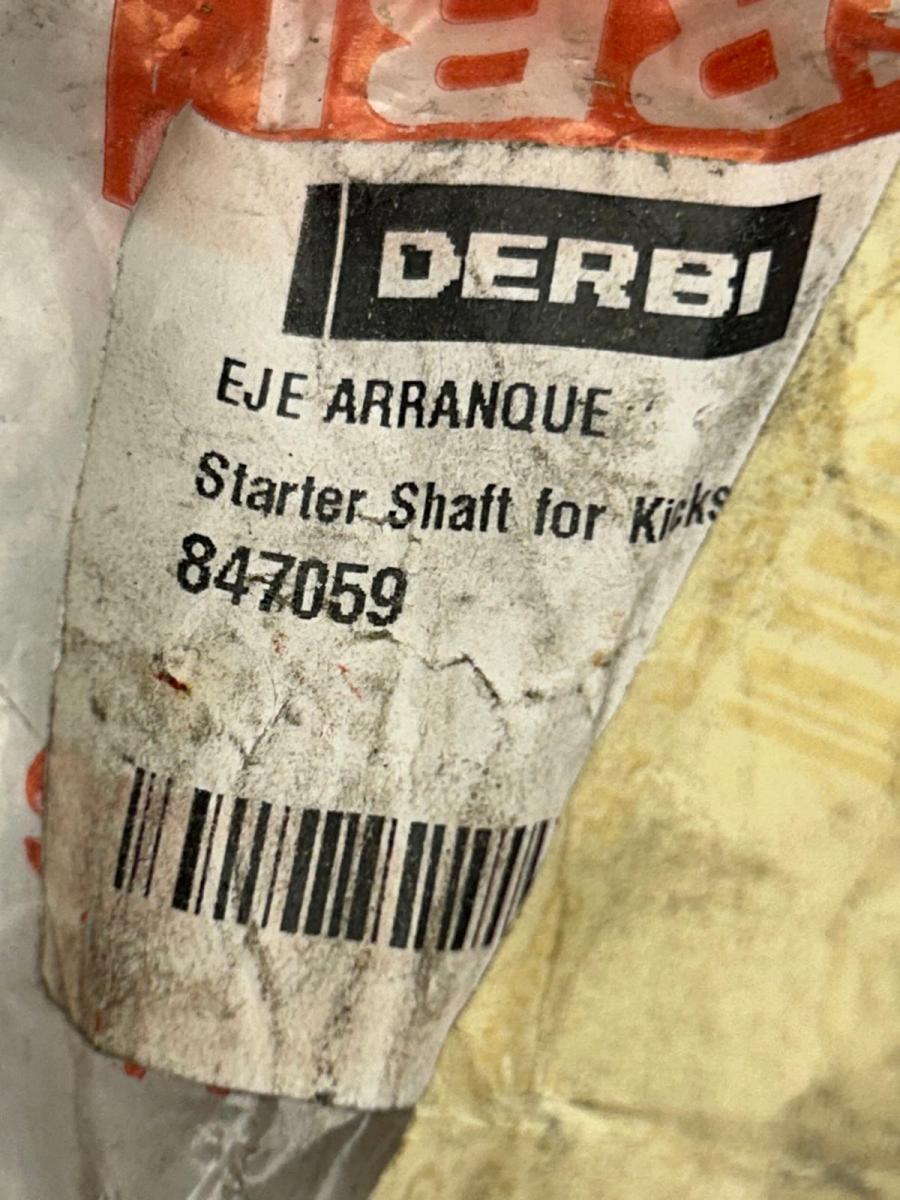 DERBI
EJE ARRANQUE
Starter Shaft for Kicks
847059